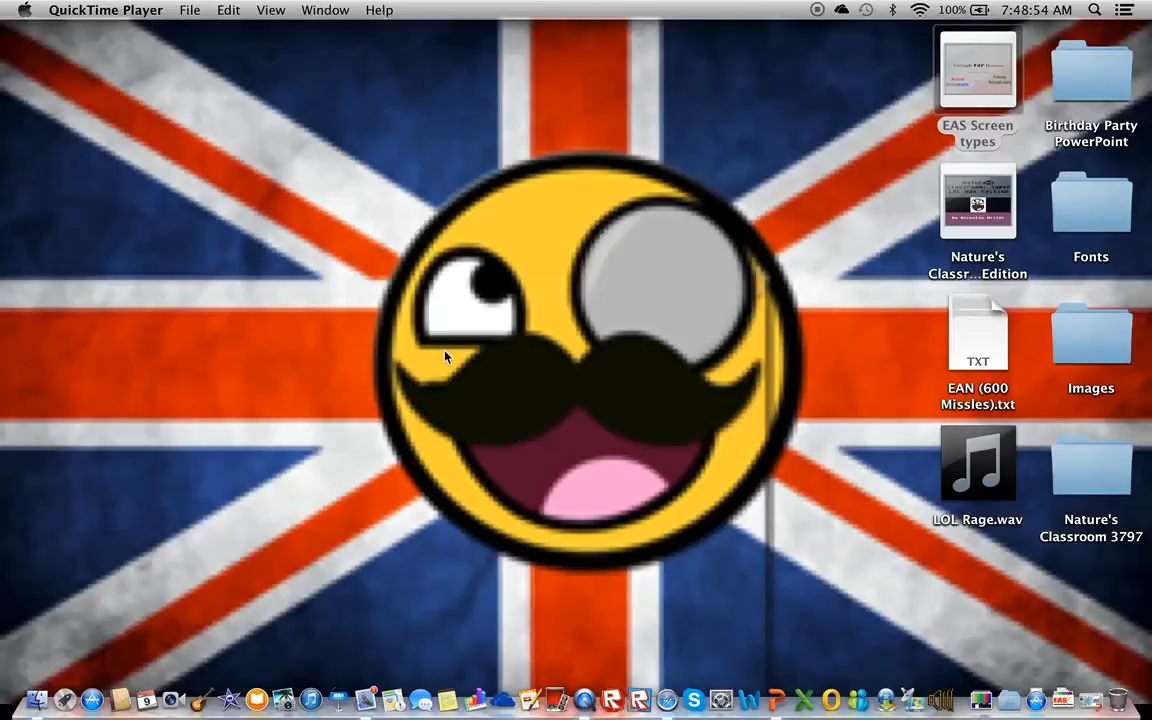 QuickTime Player File Edit View Window Help 100% 7:48:54 AM
EAS Screen
types
Birthday Party
PowerPoint
Nature's
Classr...Edition
Fonts
TXT
EAN (600
Missles).txt
Images
LOL Rage.wav
Nature's
Classroom 3797